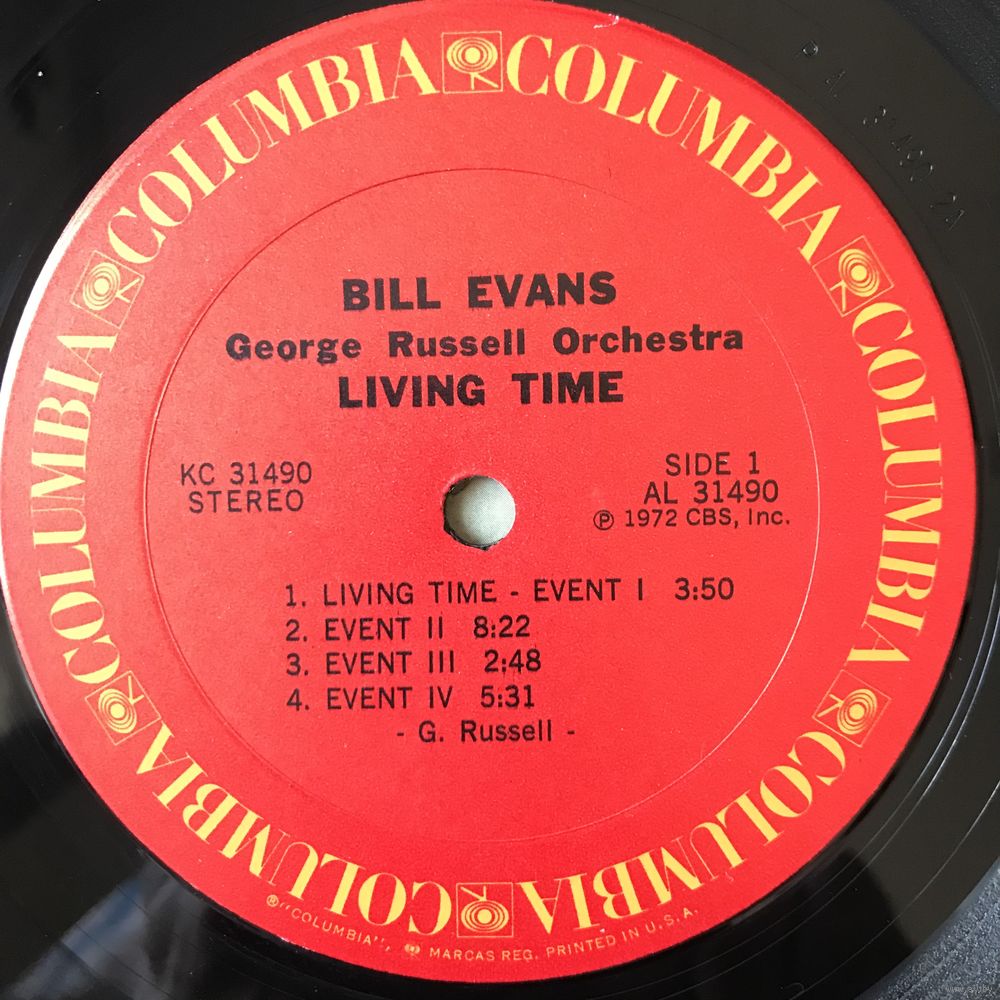 COLUMBIA COLUMBIA COLUMBIA COLUMBIA COLUMBIA COLUMBIA
BILL EVANS
George Russell Orchestra
LIVING TIME
KC 31490
STEREO
SIDE 1
AL 31490
Ⓟ 1972 CBS, Inc.
1. LIVING TIME - EVENT I 3:50
2. EVENT II 8:22
3. EVENT III 2:48
4. EVENT IV 5:31
- G. Russell -
®"COLUMBIA", MARCAS REG. PRINTED IN U.S.A.